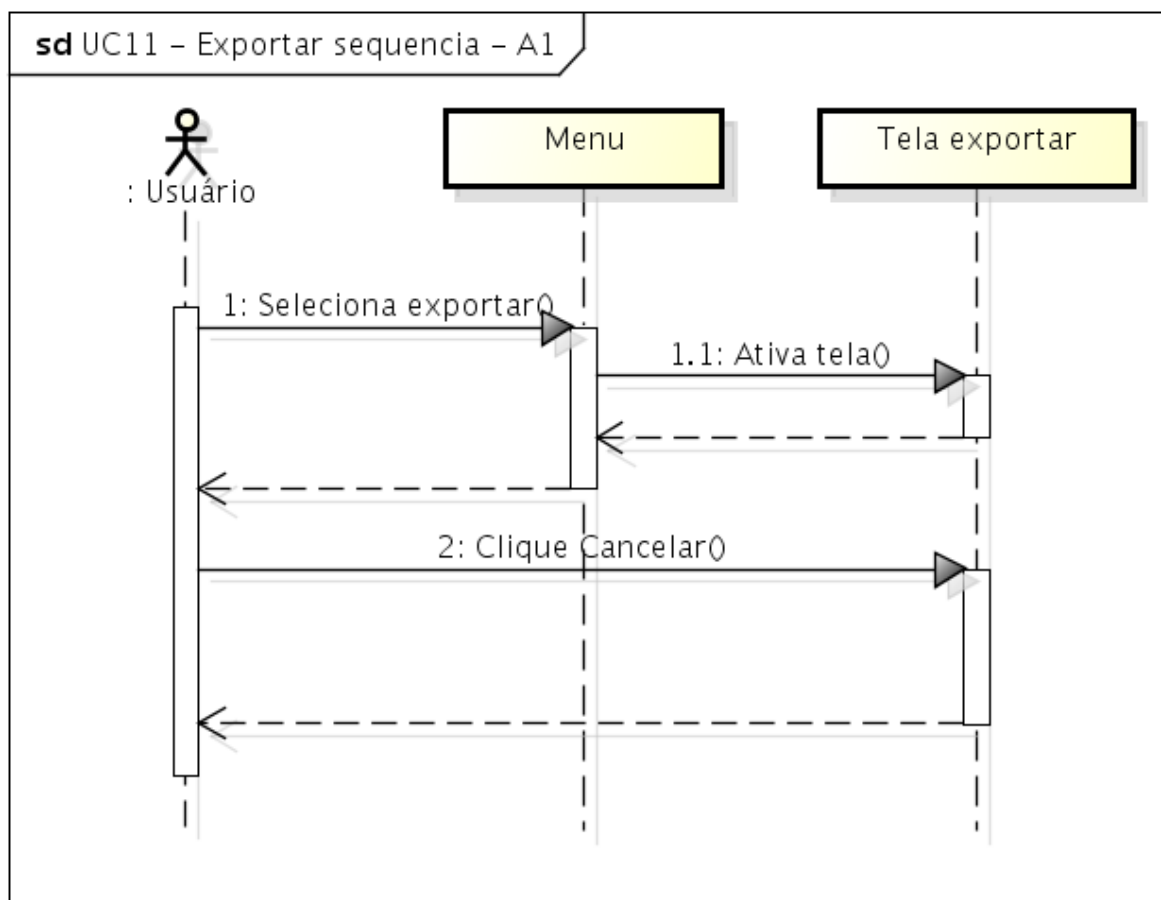 sd UC11 – Exportar sequencia – A1
: Usuário
Menu
Tela exportar
1: Seleciona exportar()
1.1: Ativa tela()
2: Clique Cancelar()